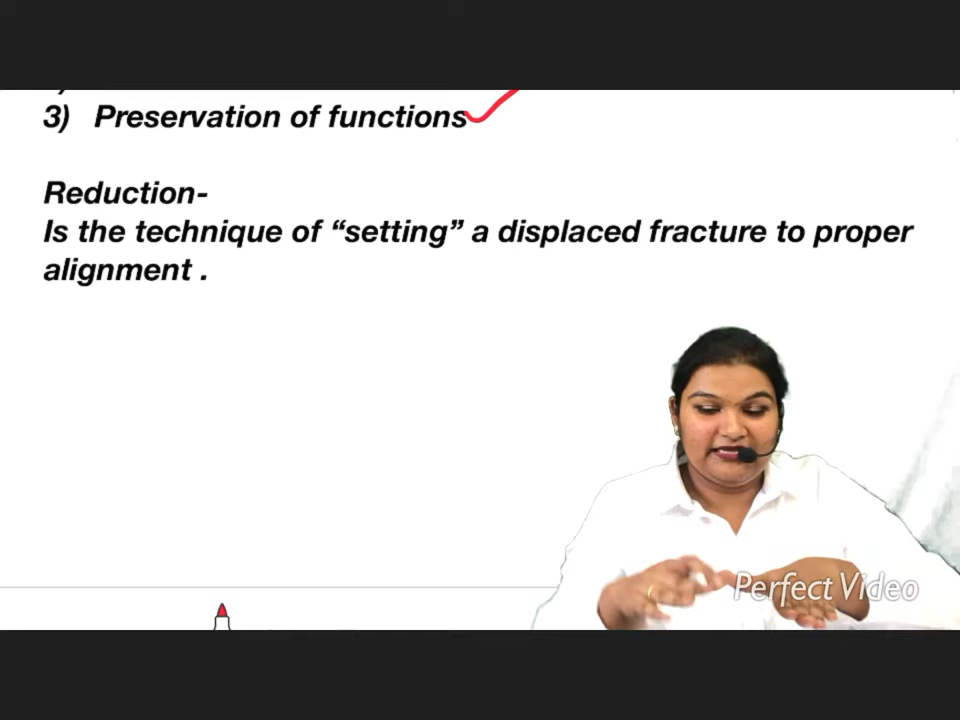 3) Preservation of functions
Reduction-
Is the technique of “setting” a displaced fracture to proper
alignment .
Perfect Video